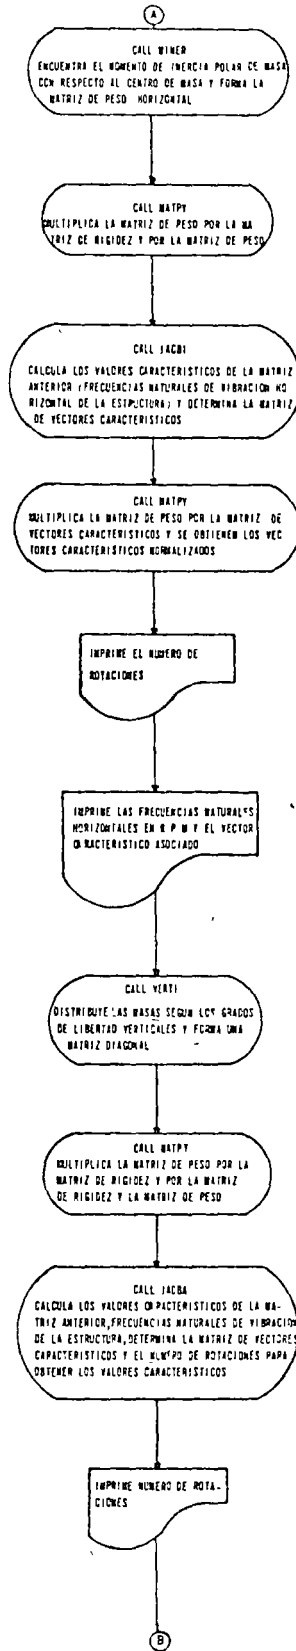 A
CALL MINER
ENCUENTRA EL MOMENTO DE INERCIA POLAR DE MASA
CON RESPECTO AL CENTRO DE MASA Y FORMA LA
MATRIZ DE PESO HORIZONTAL
CALL MATPY
MULTIPLICA LA MATRIZ DE PESO POR LA MA
TRIZ DE RIGIDEZ Y POR LA MATRIZ DE PESO
CALL JACBI
CALCULA LOS VALORES CARACTERISTICOS DE LA MATRIZ
ANTERIOR (FRECUENCIAS NATURALES DE VIBRACION HO
RIZONTAL DE LA ESTRUCTURA) Y DETERMINA LA MATRIZ
DE VECTORES CARACTERISTICOS
CALL MATPY
MULTIPLICA LA MATRIZ DE PESO POR LA MATRIZ DE
VECTORES CARACTERISTICOS Y SE OBTIENEN LOS VEC
TORES CARACTERISTICOS NORMALIZADOS
IMPRIME EL NUMERO DE
ROTACIONES
IMPRIME LAS FRECUENCIAS NATURALES
HORIZONTALES EN R P M Y EL VECTOR
CARACTERISTICO ASOCIADO
CALL VERTI
DISTRIBUYE LAS MASAS SEGUN LOS GRADOS
DE LIBERTAD VERTICALES Y FORMA UNA
MATRIZ DIAGONAL
CALL MATPY
MULTIPLICA LA MATRIZ DE PESO POR LA
MATRIZ DE RIGIDEZ Y POR LA MATRIZ
DE RIGIDEZ Y LA MATRIZ DE PESO
CALL JACBA
CALCULA LOS VALORES CARACTERISTICOS DE LA MA-
TRIZ ANTERIOR, FRECUENCIAS NATURALES DE VIBRACION
DE LA ESTRUCTURA, DETERMINA LA MATRIZ DE VECTORES
CARACTERISTICOS Y EL NUMERO DE ROTACIONES PARA
OBTENER LOS VALORES CARACTERISTICOS
IMPRIME NUMERO DE ROTA-
CIONES
B